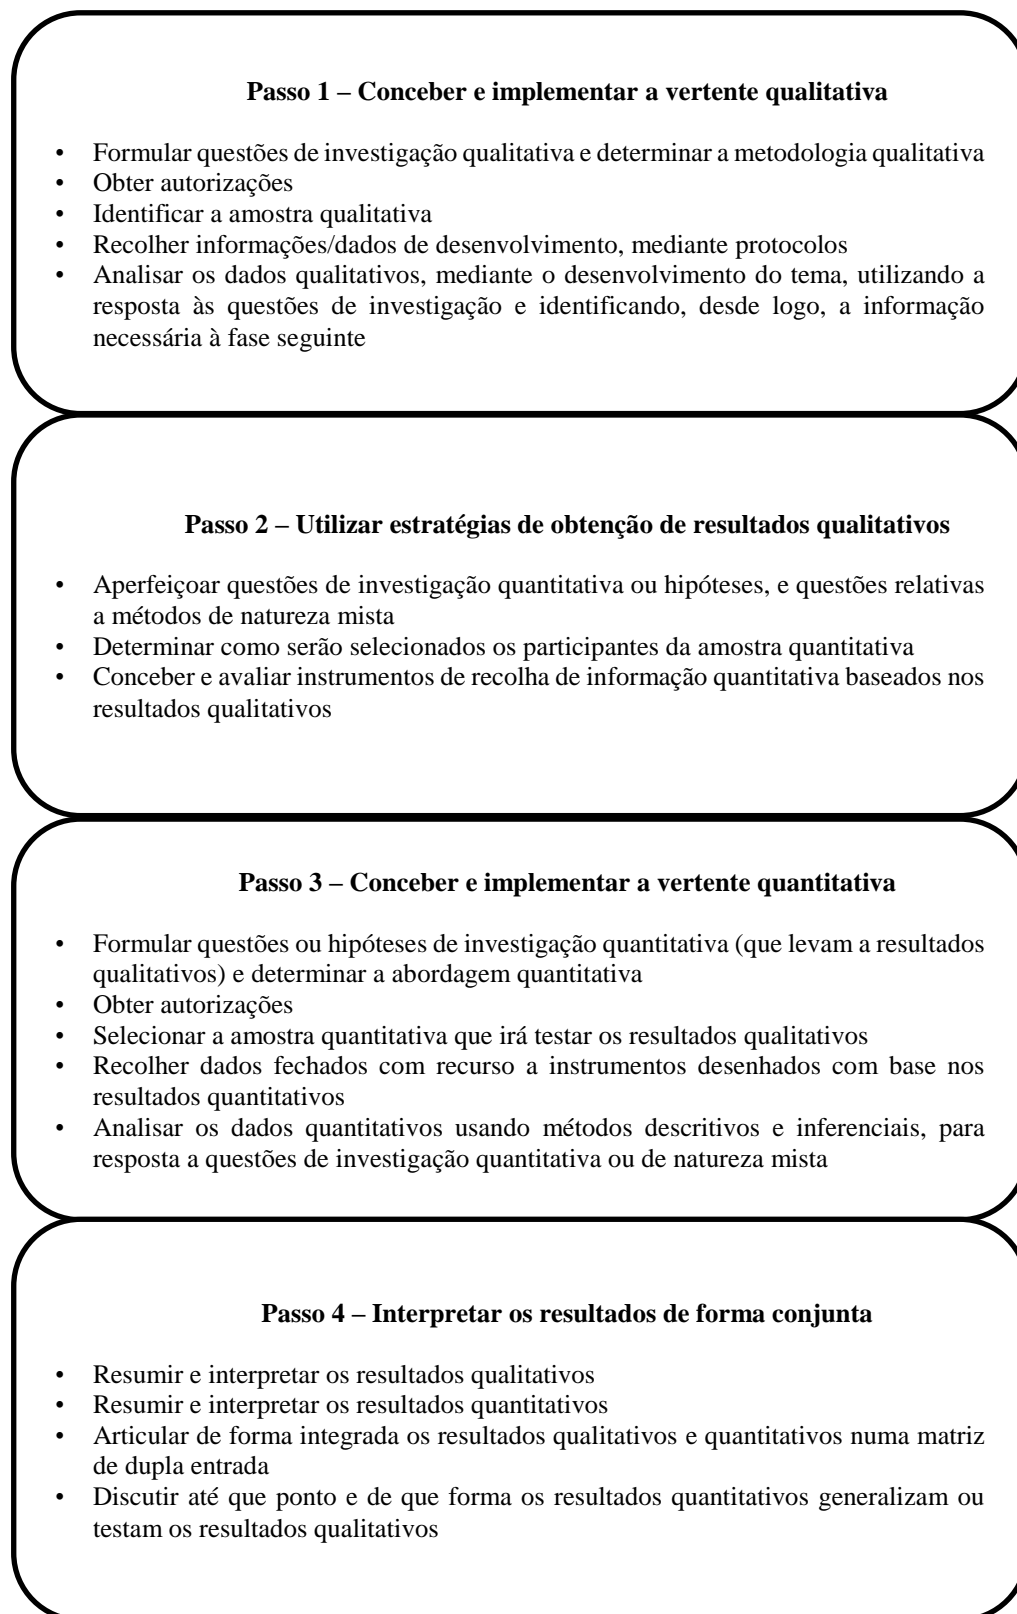 Passo 1 – Conceber e implementar a vertente qualitativa
• Formular questões de investigação qualitativa e determinar a metodologia qualitativa
• Obter autorizações
• Identificar a amostra qualitativa
• Recolher informações/dados de desenvolvimento, mediante protocolos
• Analisar os dados qualitativos, mediante o desenvolvimento do tema, utilizando a
resposta às questões de investigação e identificando, desde logo, a informação
necessária à fase seguinte
Passo 2 – Utilizar estratégias de obtenção de resultados qualitativos
• Aperfeiçoar questões de investigação quantitativa ou hipóteses, e questões relativas
a métodos de natureza mista
• Determinar como serão selecionados os participantes da amostra quantitativa
• Conceber e avaliar instrumentos de recolha de informação quantitativa baseados nos
resultados qualitativos
Passo 3 – Conceber e implementar a vertente quantitativa
• Formular questões ou hipóteses de investigação quantitativa (que levam a resultados
qualitativos) e determinar a abordagem quantitativa
• Obter autorizações
• Selecionar a amostra quantitativa que irá testar os resultados qualitativos
• Recolher dados fechados com recurso a instrumentos desenhados com base nos
resultados quantitativos
• Analisar os dados quantitativos usando métodos descritivos e inferenciais, para
resposta a questões de investigação quantitativa ou de natureza mista
Passo 4 – Interpretar os resultados de forma conjunta
• Resumir e interpretar os resultados qualitativos
• Resumir e interpretar os resultados quantitativos
• Articular de forma integrada os resultados qualitativos e quantitativos numa matriz
de dupla entrada
• Discutir até que ponto e de que forma os resultados quantitativos generalizam ou
testam os resultados qualitativos